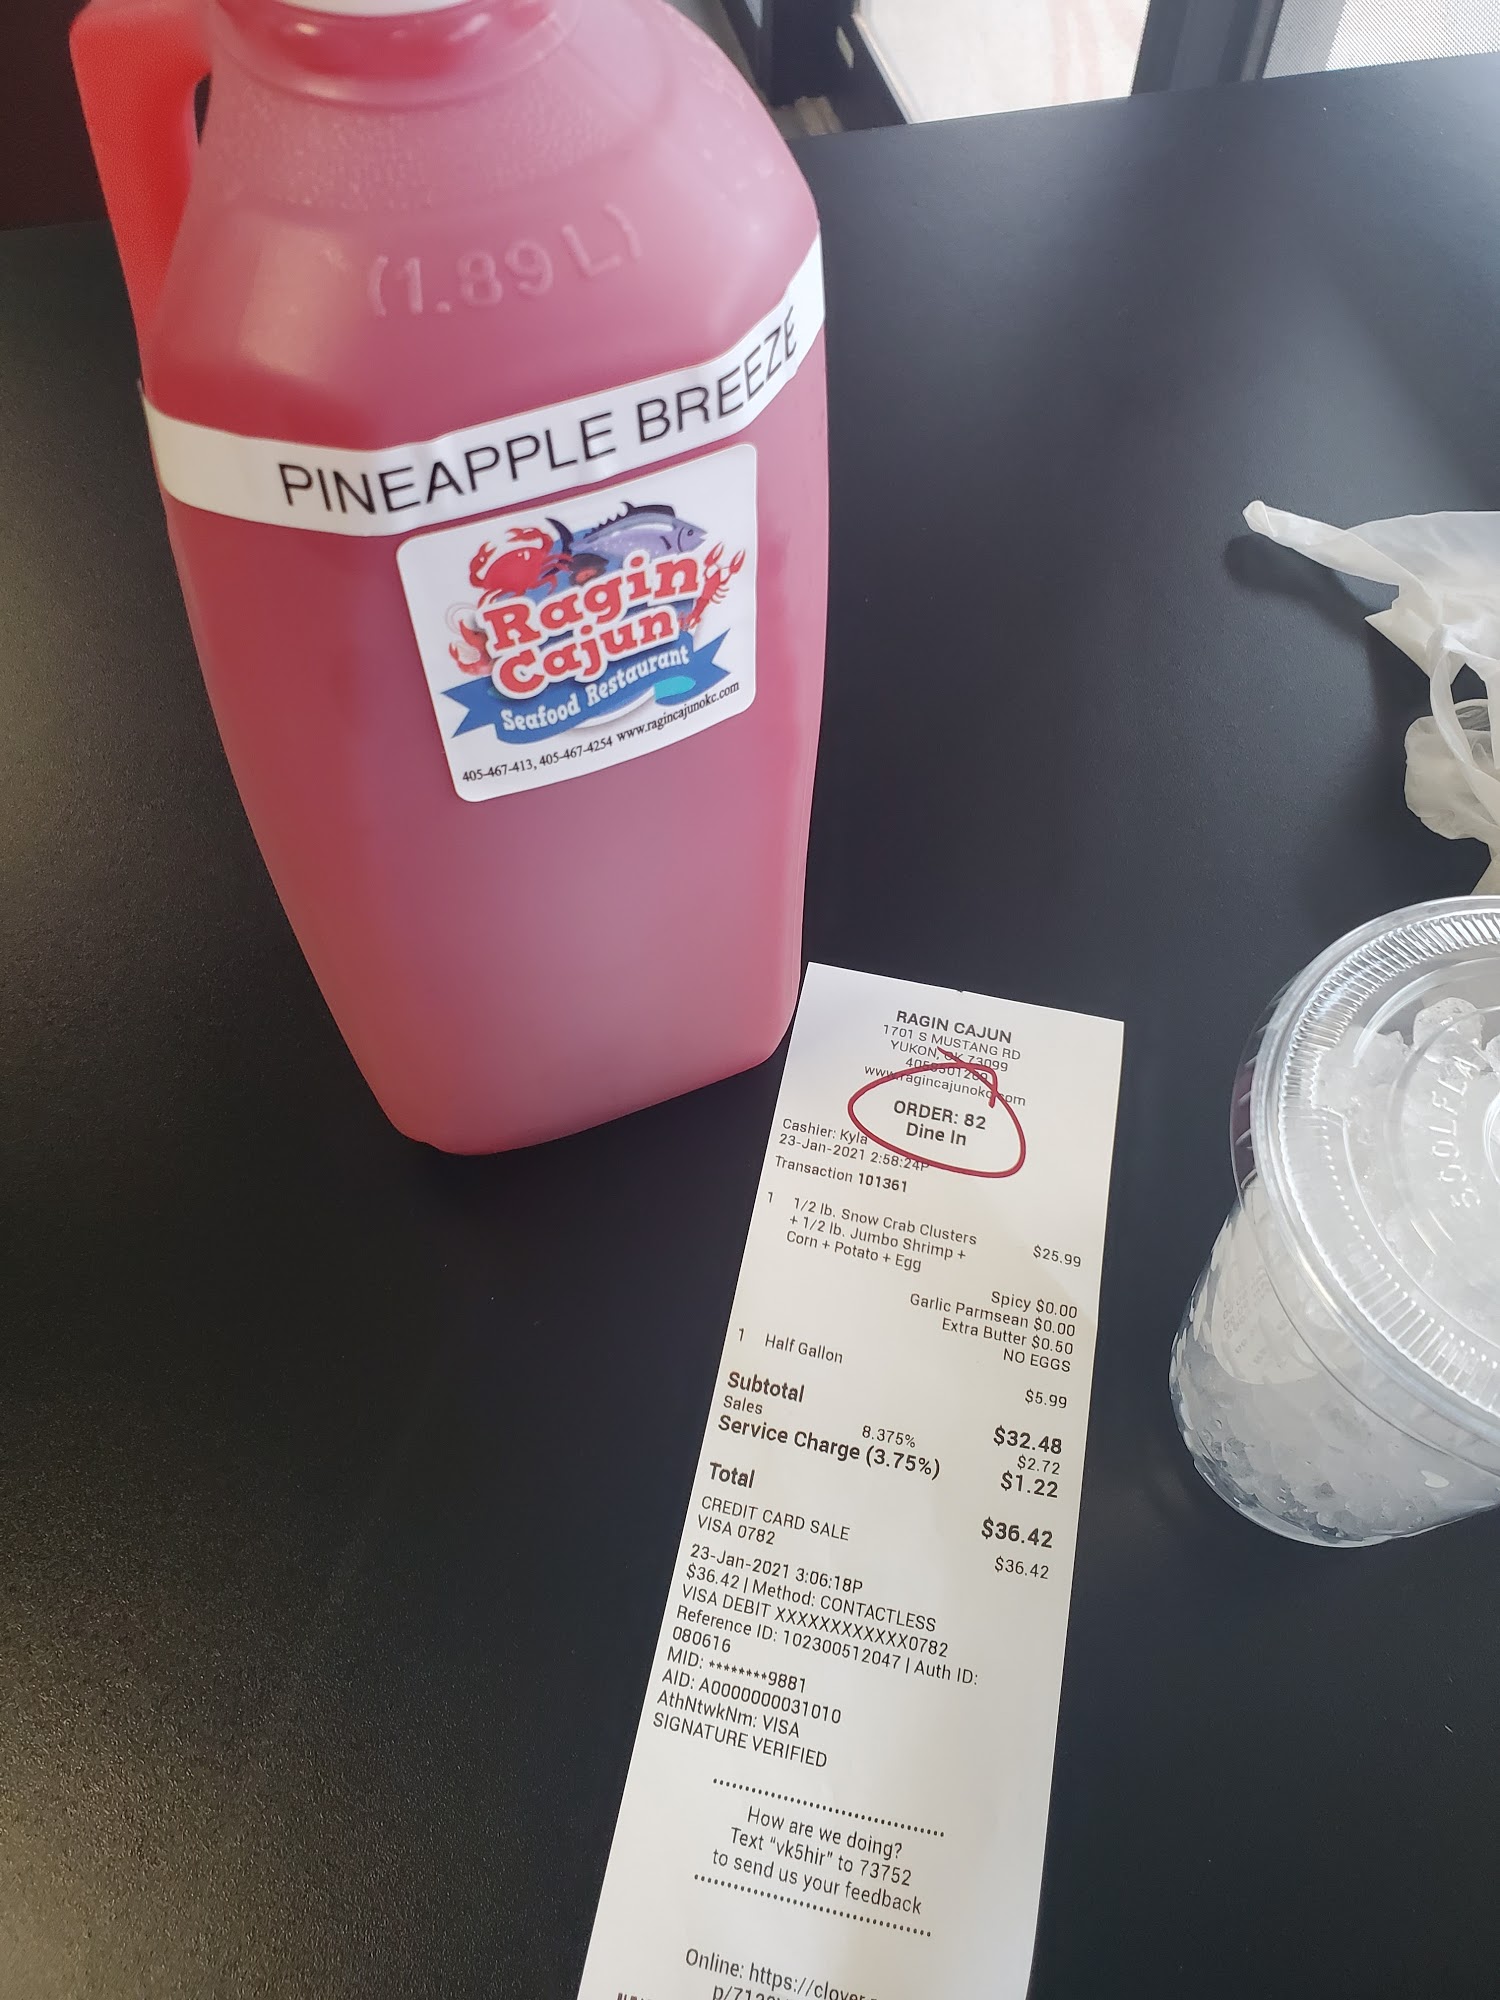 (1.89 L)
PINEAPPLE BREEZE
Ragin
Cajun
Seafood Restaurant
405-467-413, 405-467-4254 www.ragincajunokc.com
RAGIN CAJUN
1701 S MUSTANG RD
YUKON, OK 73099
www.ragincajunokc.com
ORDER: 82
Dine In
Cashier: Kyla
23-Jan-2021 2:58:24P
Transaction 101361
1 1/2 lb. Snow Crab Clusters
+ 1/2 lb. Jumbo Shrimp + $25.99
Corn + Potato + Egg
Spicy $0.00
Garlic Parmsean $0.00
Extra Butter $0.50
NO EGGS
1 Half Gallon $5.99
Subtotal $32.48
Sales 8.375% $2.72
Service Charge (3.75%) $1.22
Total $36.42
CREDIT CARD SALE $36.42
VISA 0782
23-Jan-2021 3:06:18P
$36.42 | Method: CONTACTLESS
VISA DEBIT XXXXXXXXXXXX0782
Reference ID: 102300512047 | Auth ID:
080616
MID: ********9881
AID: A0000000031010
AthNtwkNm: VISA
SIGNATURE VERIFIED
How are we doing?
Text "vk5hir" to 73752
to send us your feedback
Online: https://clover